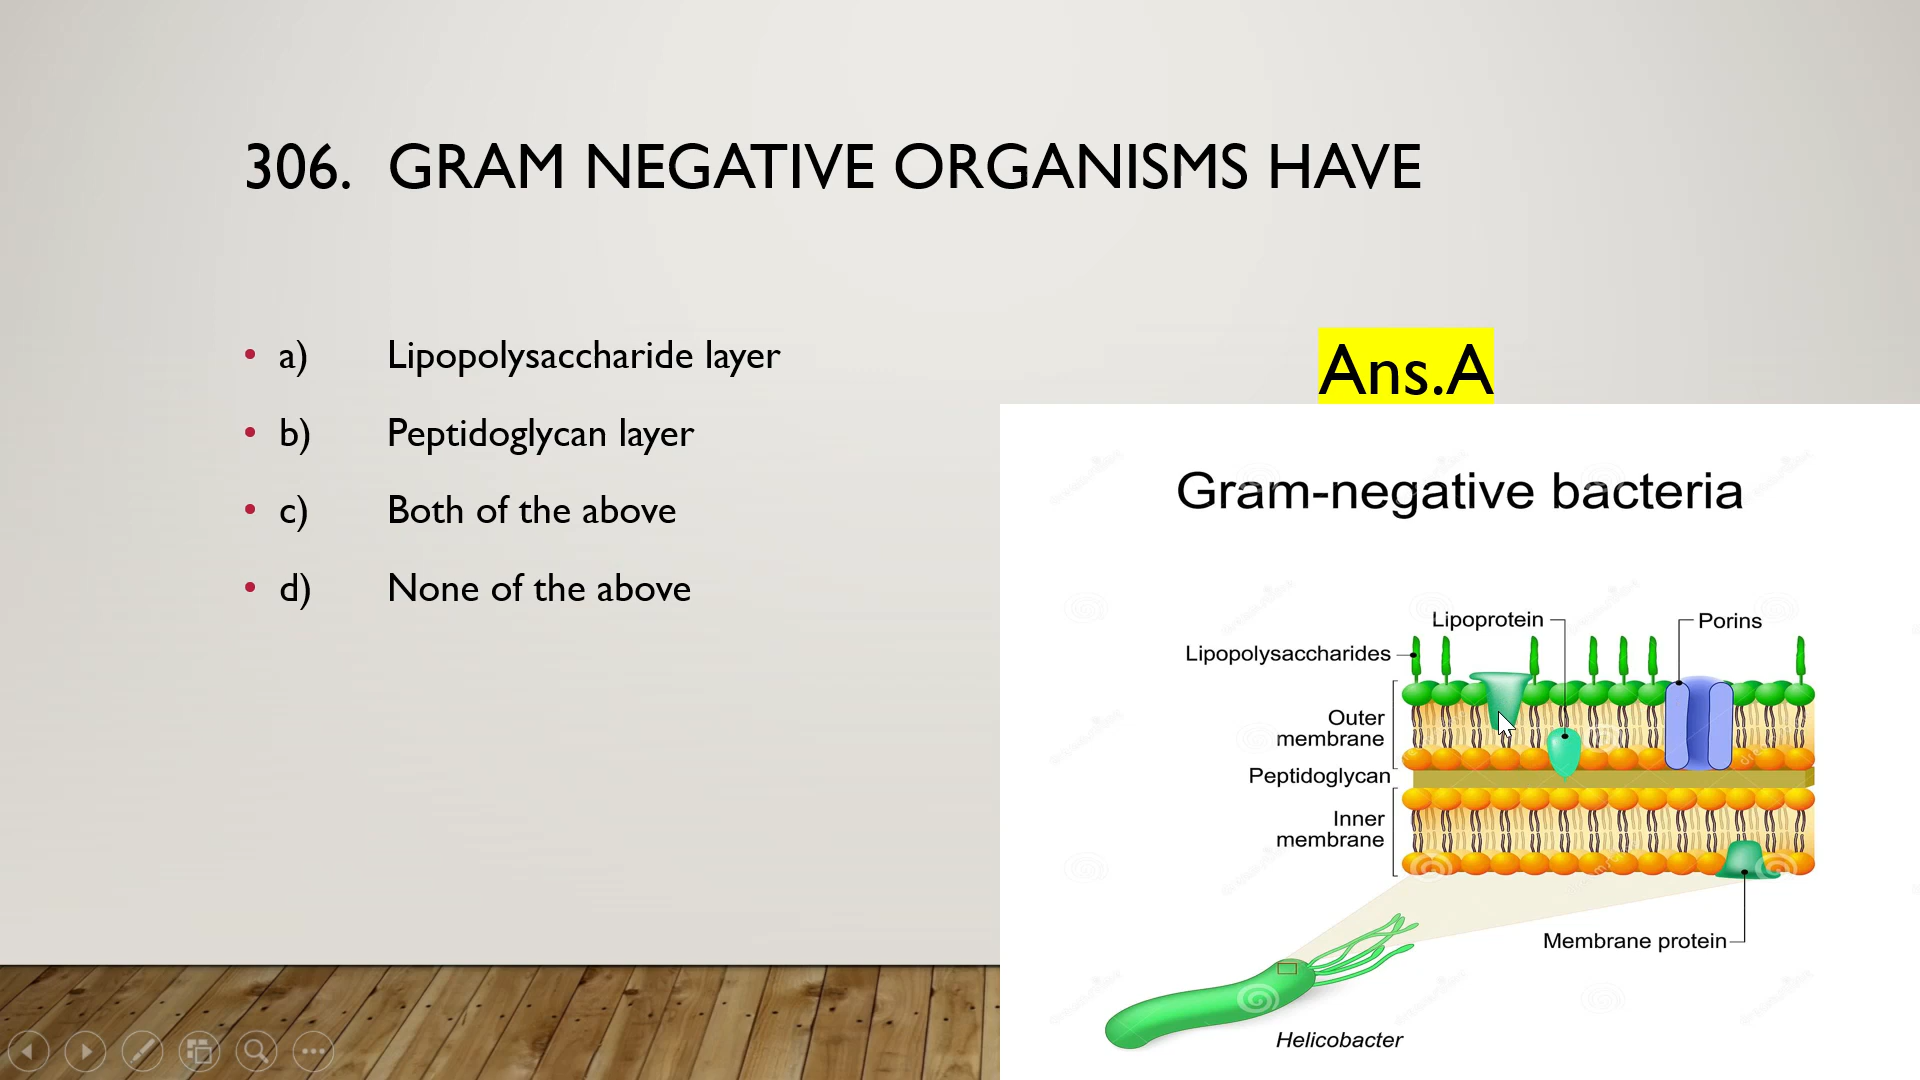 306. GRAM NEGATIVE ORGANISMS HAVE
• a) Lipopolysaccharide layer
• b) Peptidoglycan layer
• c) Both of the above
• d) None of the above
Ans.A
Gram-negative bacteria
Lipoprotein
Porins
Lipopolysaccharides
Outer
membrane
Peptidoglycan
Inner
membrane
Membrane protein
Helicobacter